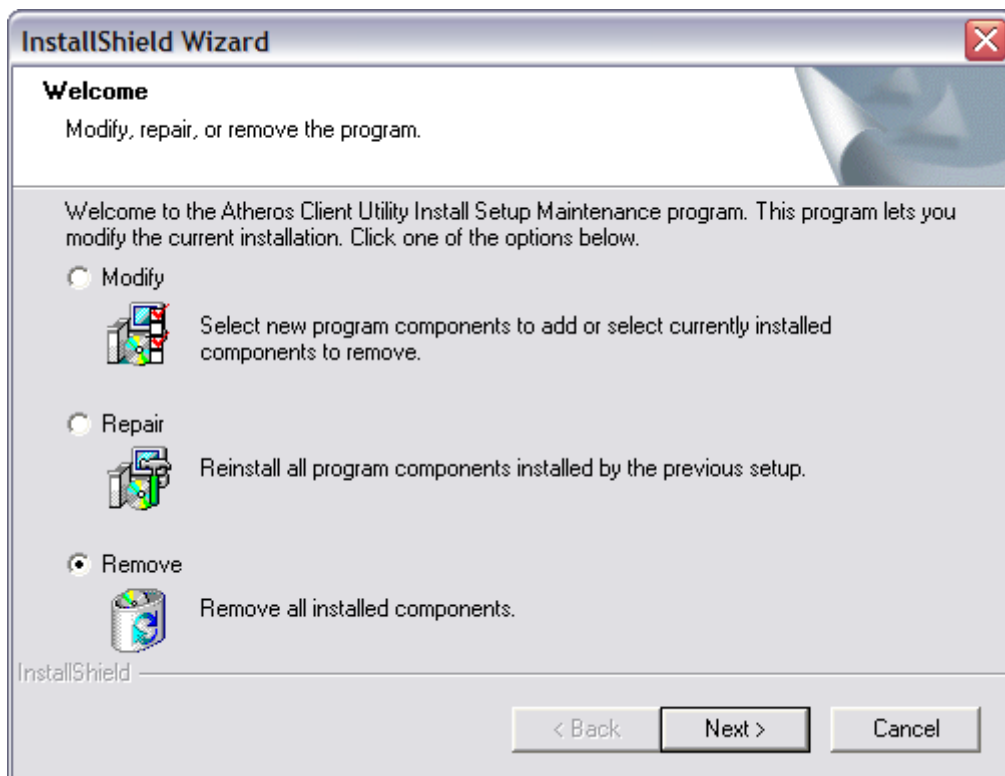 InstallShield Wizard
Welcome
Modify, repair, or remove the program.
Welcome to the Atheros Client Utility Install Setup Maintenance program. This program lets you
modify the current installation. Click one of the options below.
Modify
Select new program components to add or select currently installed
components to remove.
Repair
Reinstall all program components installed by the previous setup.
Remove
Remove all installed components.
InstallShield
< Back
Next >
Cancel